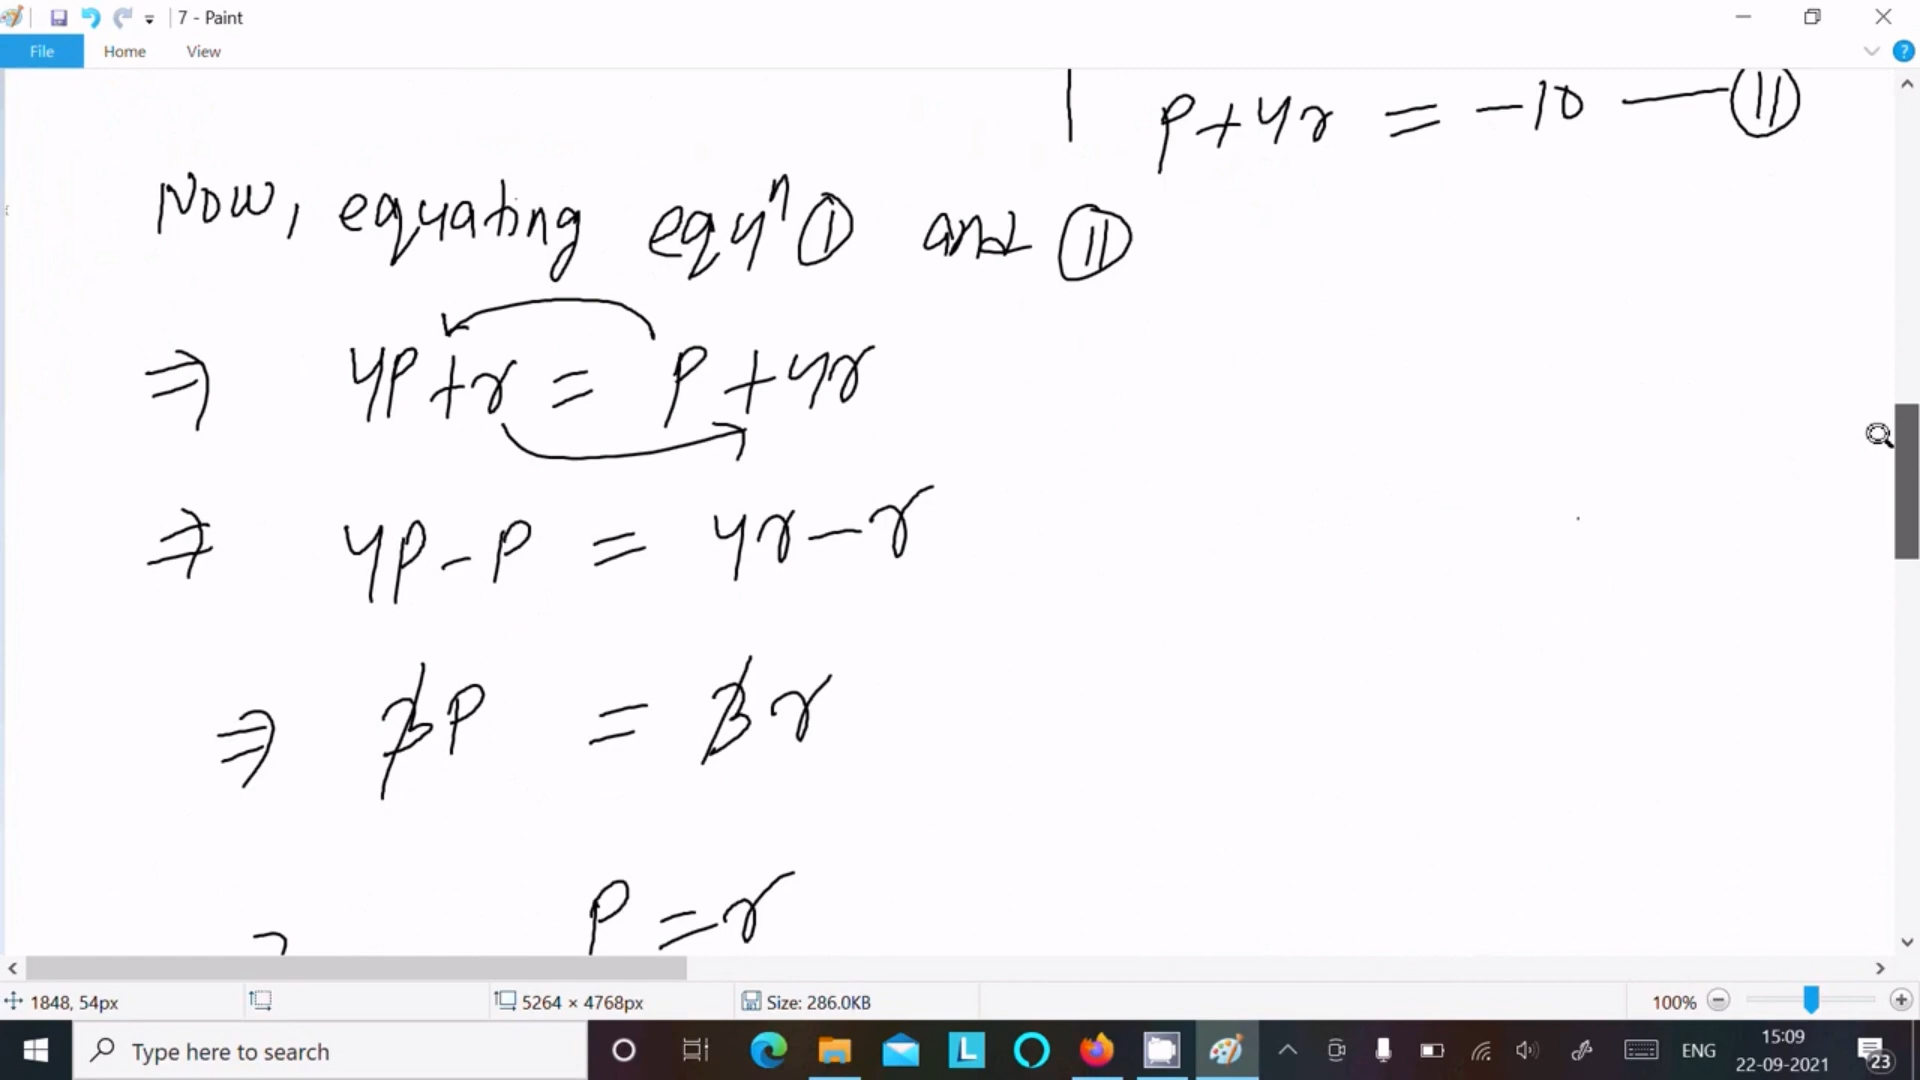 7 - Paint
File Home View
p+4r = -10 — II
Now, equating equⁿ I and II
⇒ 4p+r = p+4r
⇒ 4p-p = 4r-r
⇒ 3p = 3r
p=r
1848, 54px 5264 × 4768px Size: 286.0KB 100%
Type here to search
ENG
15:09
22-09-2021
23